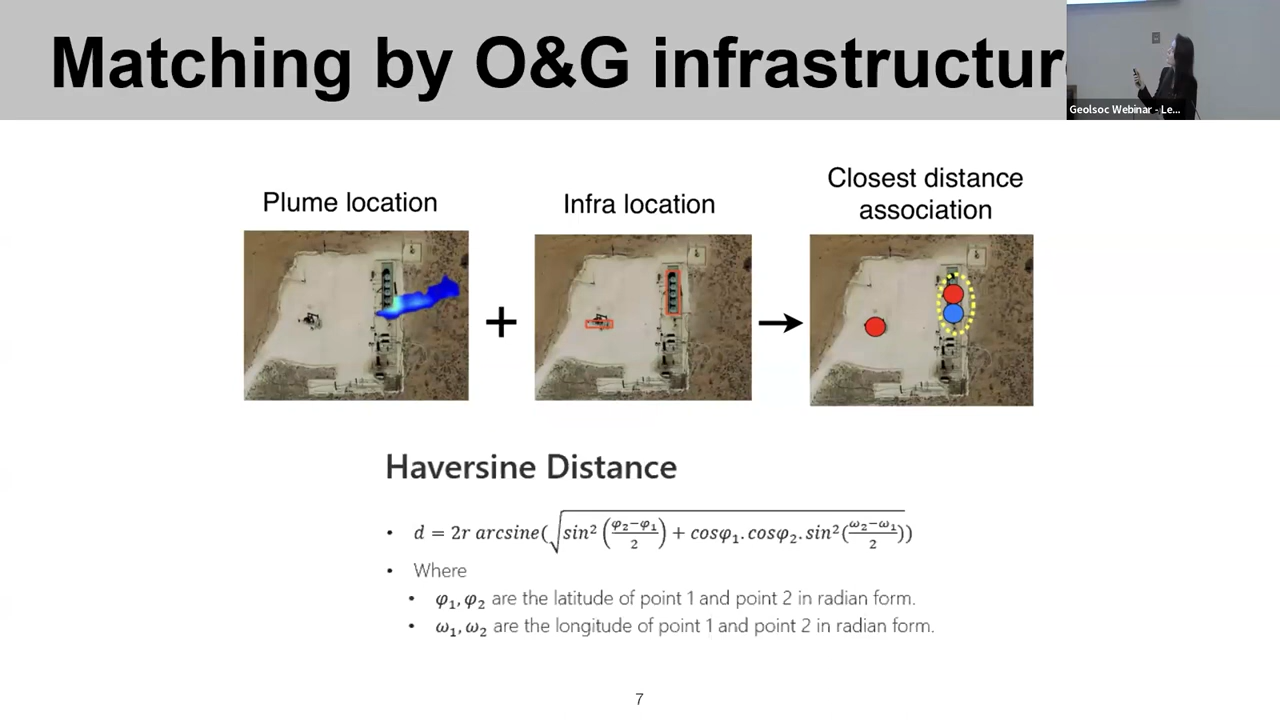 Matching by O&G infrastructur
Geolsoc Webinar - Le...
Plume location
Infra location
Closest distance
association
Haversine Distance
• d = 2r arcsine(√sin² ((φ₂−φ₁)/2) + cosφ₁.cosφ₂.sin²((ω₂−ω₁)/2))
• Where
• φ₁, φ₂ are the latitude of point 1 and point 2 in radian form.
• ω₁, ω₂ are the longitude of point 1 and point 2 in radian form.
7